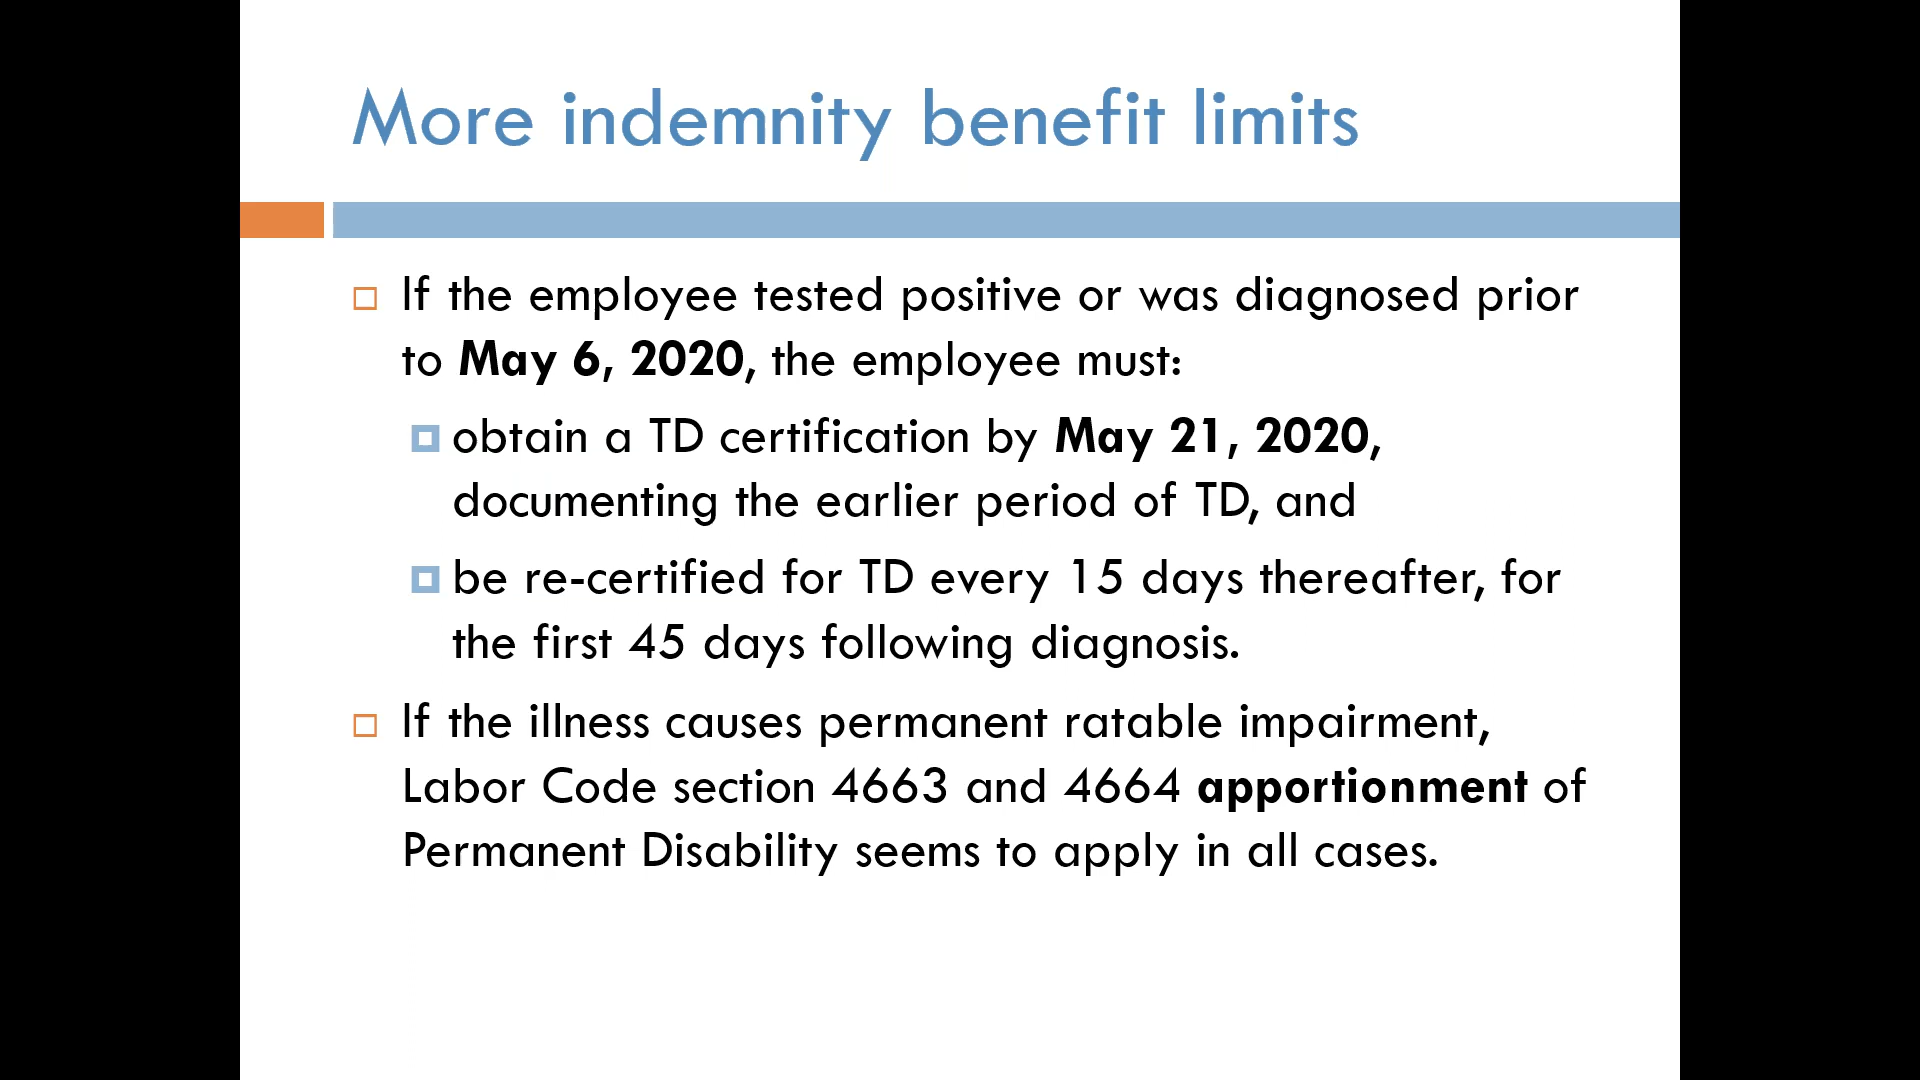 More indemnity benefit limits
If the employee tested positive or was diagnosed prior
to May 6, 2020, the employee must:
obtain a TD certification by May 21, 2020,
documenting the earlier period of TD, and
be re-certified for TD every 15 days thereafter, for
the first 45 days following diagnosis.
If the illness causes permanent ratable impairment,
Labor Code section 4663 and 4664 apportionment of
Permanent Disability seems to apply in all cases.